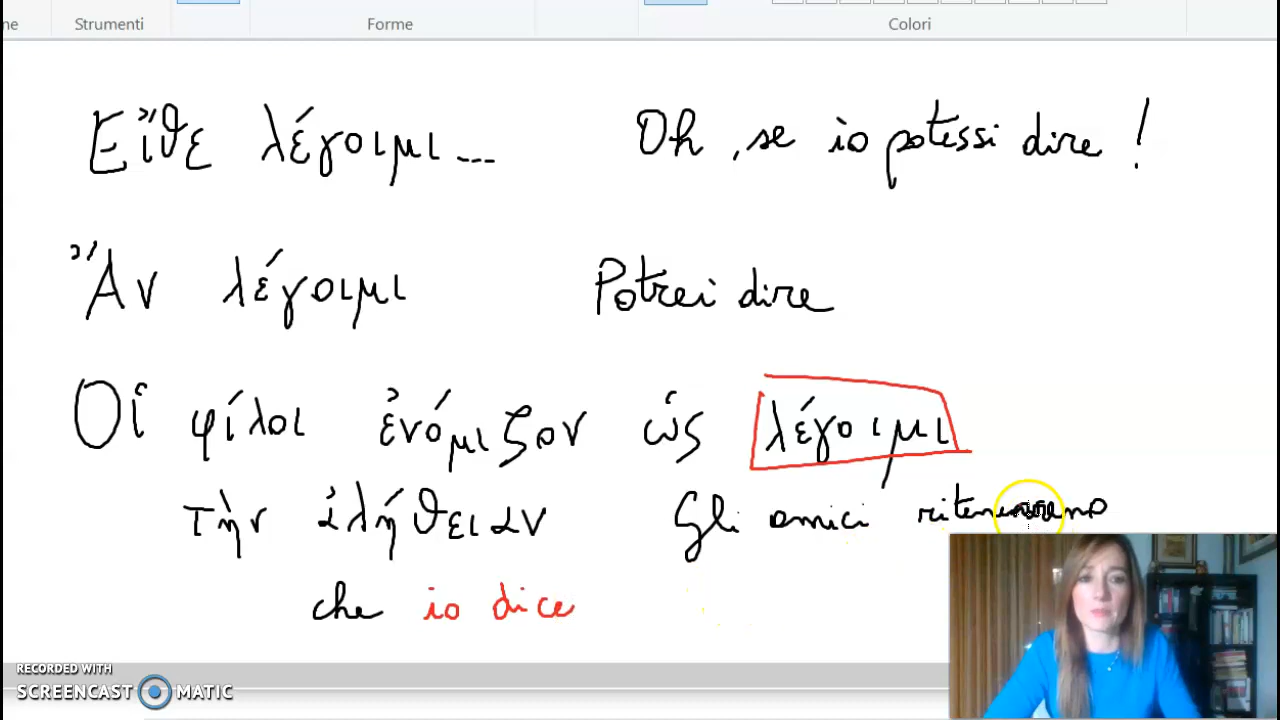 ne Strumenti Forme Colori
Εἴθε λέγοιμι... Oh, se io potessi dire!
Ἄν λέγοιμι Potrei dire
Οἱ φίλοι ἐνόμιζον ὡς λέγοιμι
τὴν ἀλήθειαν Gli amici ritenevano
che io dice
RECORDED WITH
SCREENCAST MATIC